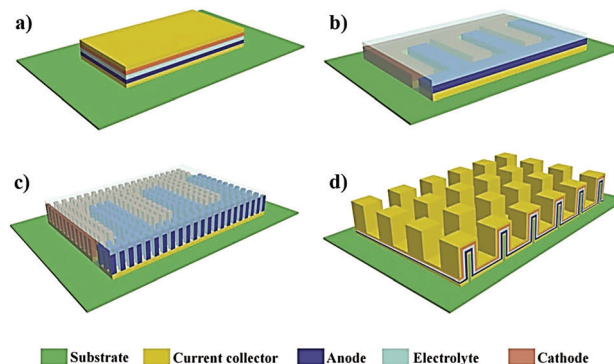 a)
b)
c)
d)
Substrate Current collector Anode Electrolyte Cathode